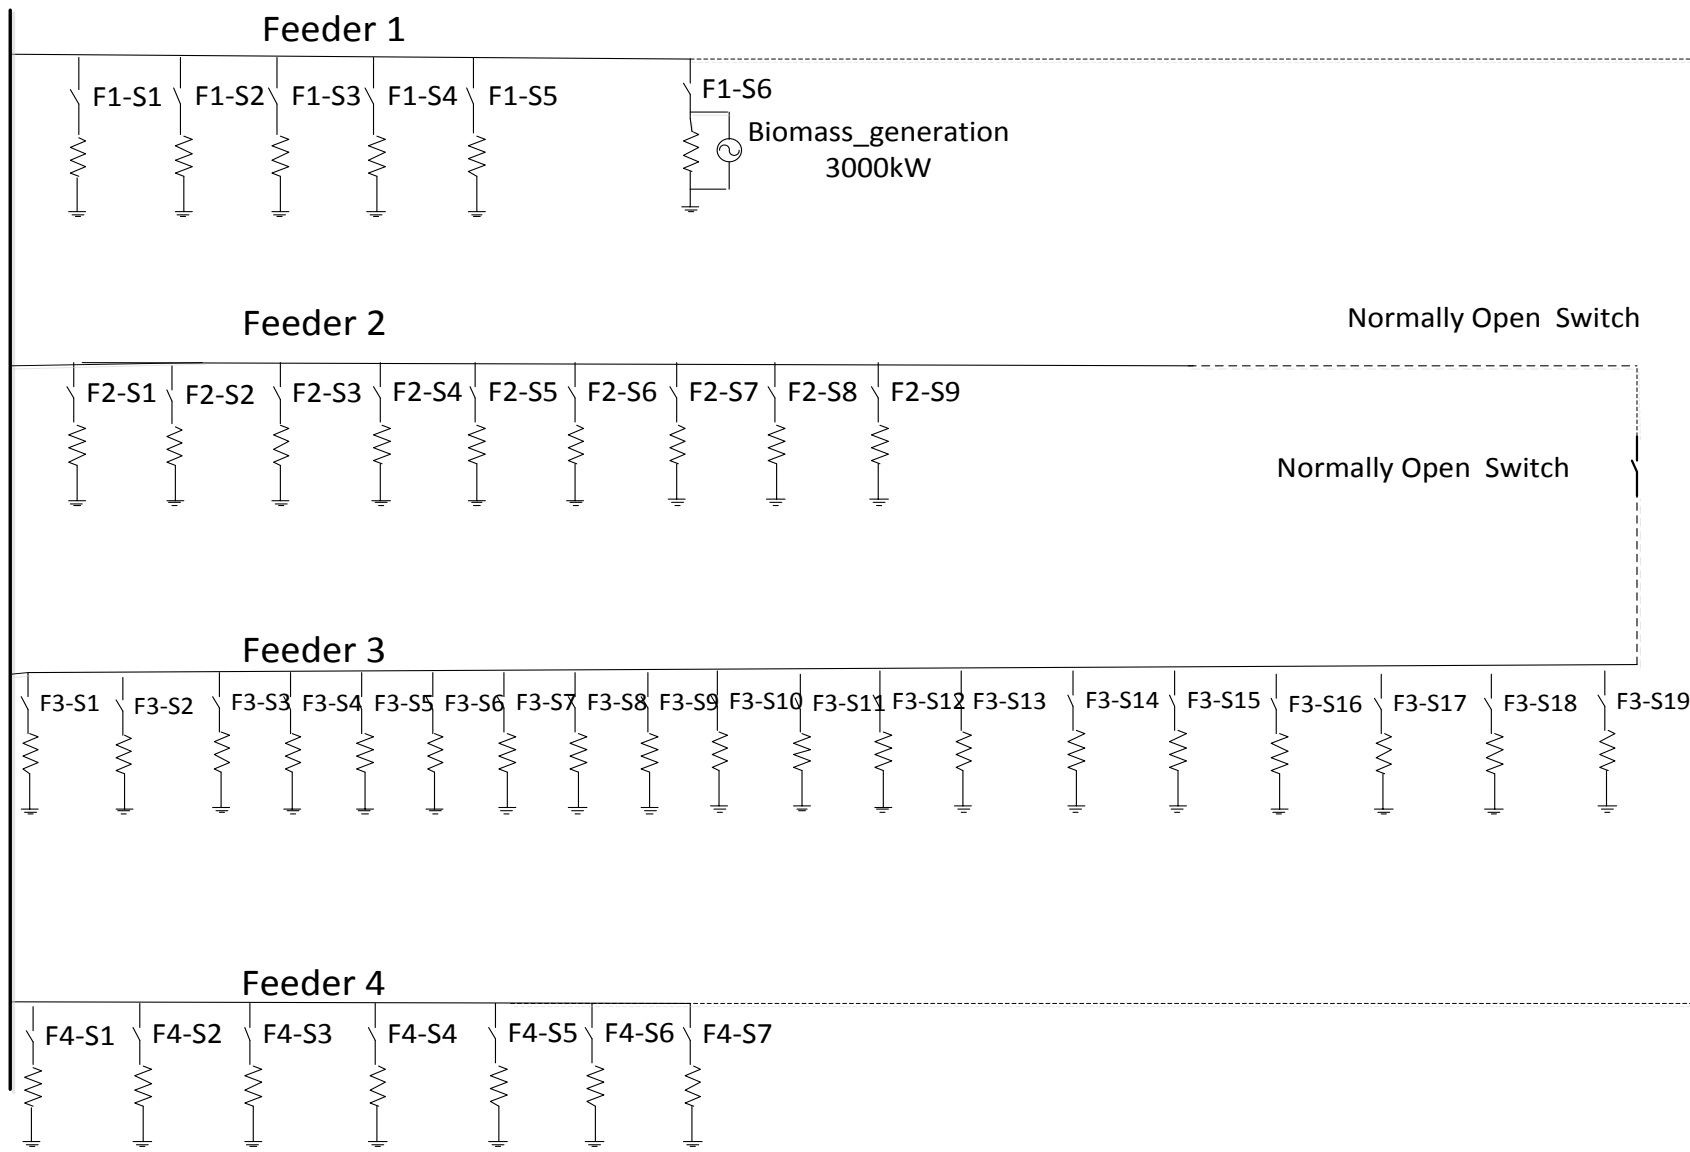 Feeder 1
F1-S1 F1-S2 F1-S3 F1-S4 F1-S5 F1-S6
Biomass_generation
3000kW
Normally Open Switch
Feeder 2
F2-S1 F2-S2 F2-S3 F2-S4 F2-S5 F2-S6 F2-S7 F2-S8 F2-S9
Normally Open Switch
Feeder 3
F3-S1 F3-S2 F3-S3 F3-S4 F3-S5 F3-S6 F3-S7 F3-S8 F3-S9 F3-S10 F3-S11 F3-S12 F3-S13 F3-S14 F3-S15 F3-S16 F3-S17 F3-S18 F3-S19
Feeder 4
F4-S1 F4-S2 F4-S3 F4-S4 F4-S5 F4-S6 F4-S7